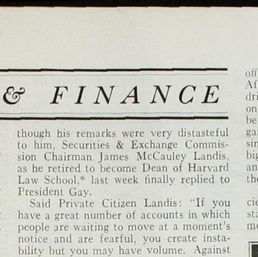 & FINANCE
though his remarks were very distasteful
to him, Securities & Exchange Commis-
sion Chairman James McCauley Landis,
as he retired to become Dean of Harvard
Law School,* last week finally replied to
President Gay.
Said Private Citizen Landis: "If you
have a great number of accounts in which
people are waiting to move at a moment's
notice and are fearful, you create insta-
bility but you may have volume. Against